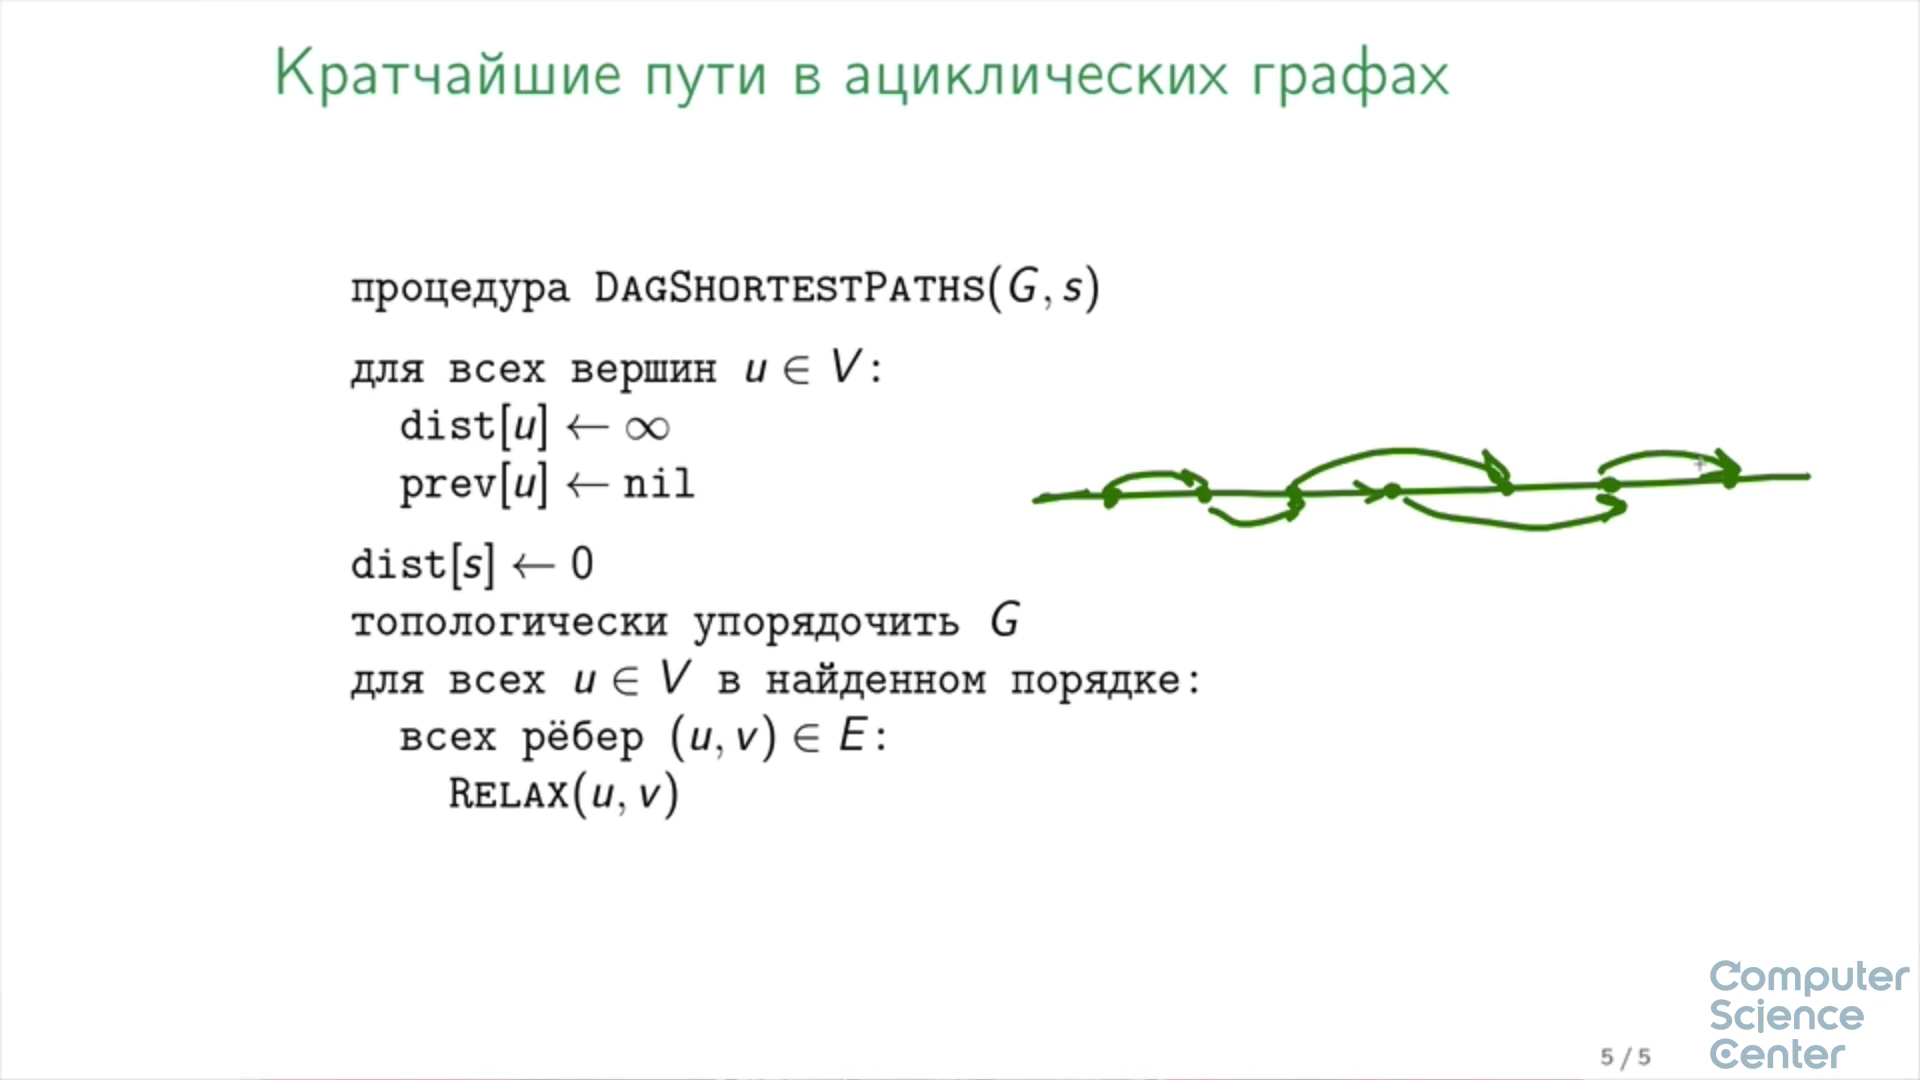 Кратчайшие пути в ациклических графах
процедура DAGSHORTESTPATHS(G, s)
для всех вершин u ∈ V:
dist[u] ← ∞
prev[u] ← nil
dist[s] ← 0
топологически упорядочить G
для всех u ∈ V в найденном порядке:
всех рёбер (u, v) ∈ E:
RELAX(u, v)
Computer
Science
Center
5 / 5